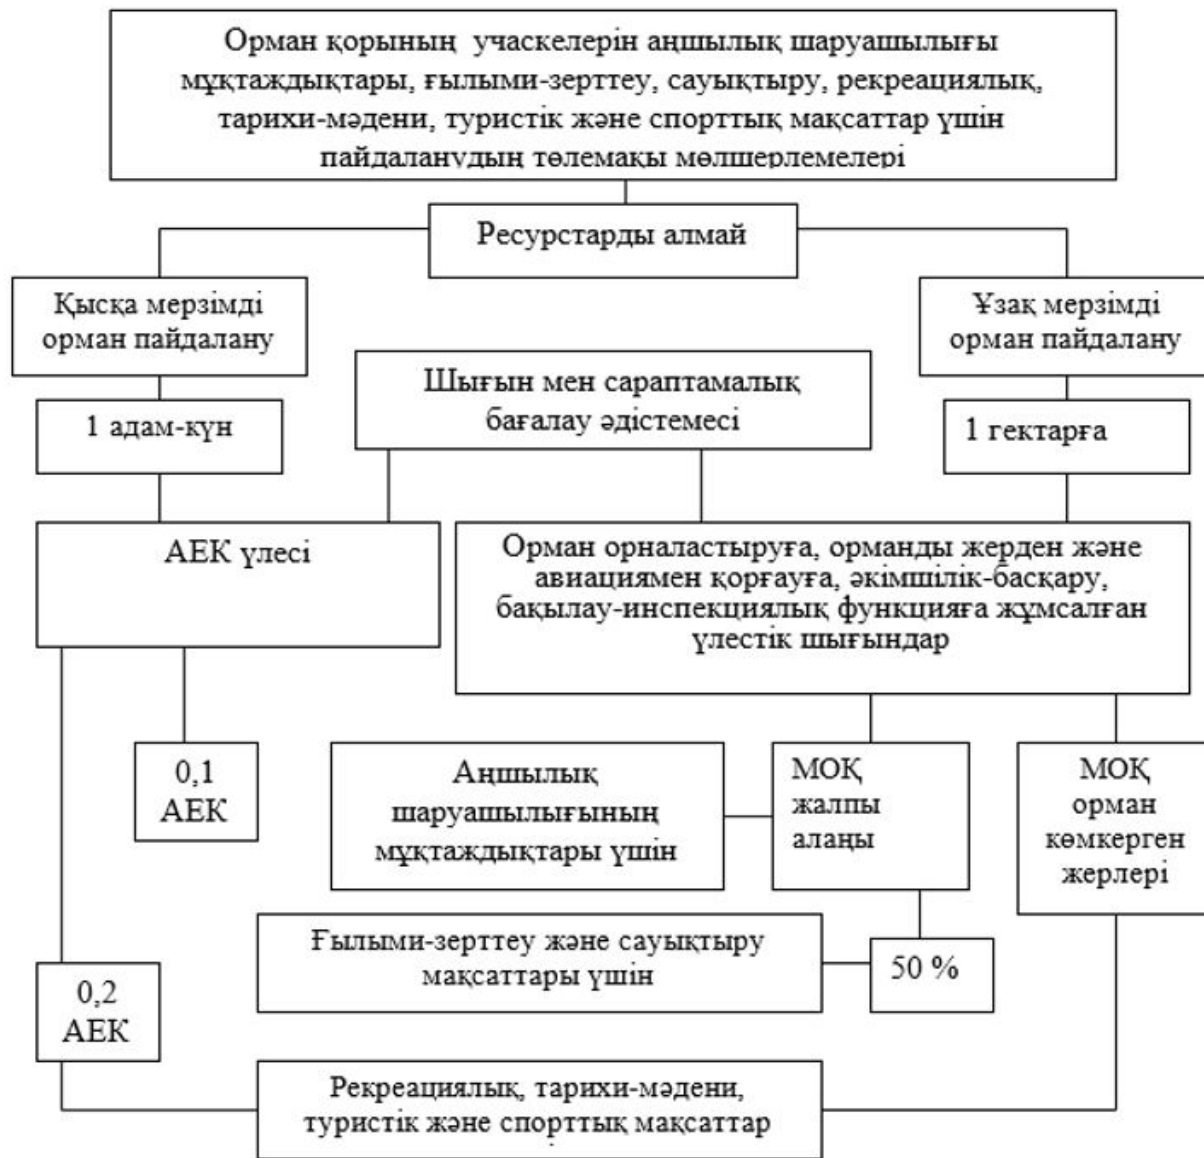 Орман қорының учаскелерін аңшылық шаруашылығы
мұқтаждықтары, ғылыми-зерттеу, сауықтыру, рекреациялық,
тарихи-мәдени, туристік және спорттық мақсаттар үшін
пайдаланудың төлемақы мөлшерлемелері
Ресурстарды алмай
Қысқа мерзімді
орман пайдалану
Ұзақ мерзімді
орман пайдалану
Шығын мен сараптамалық
бағалау әдістемесі
1 адам-күн
1 гектарға
АЕК үлесі
Орман орналастыруға, орманды жерден және
авиациямен қорғауға, әкімшілік-басқару,
бақылау-инспекциялық функцияға жұмсалған
үлестік шығындар
0,1
АЕК
Аңшылық
шаруашылығының
мұқтаждықтары үшін
МОҚ
жалпы
алаңы
МОҚ
орман
көмкерген
жерлері
Ғылыми-зерттеу және сауықтыру
мақсаттары үшін
50 %
0,2
АЕК
Рекреациялық, тарихи-мәдени,
туристік және спорттық мақсаттар